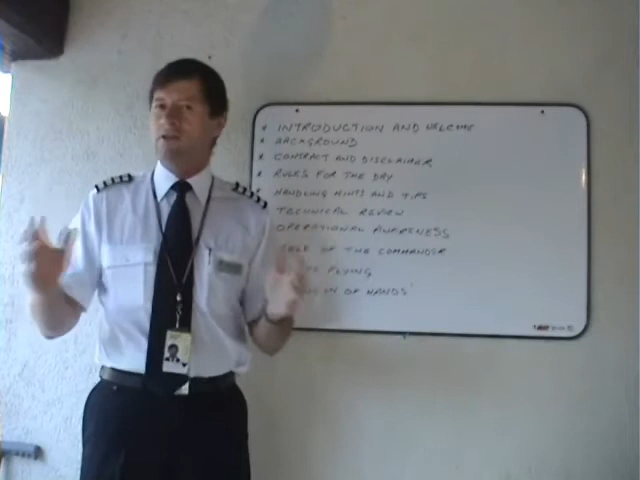 * INTRODUCTION AND WELCOME
* BACKGROUND
* CONTRACT AND DISCLAIMER
* RULES FOR THE DAY
* HANDLING HINTS AND TIPS
TECHNICAL REVIEW
OPERATIONAL AWARENESS
OF THE COMMANDER
FLYING
OF HANDS